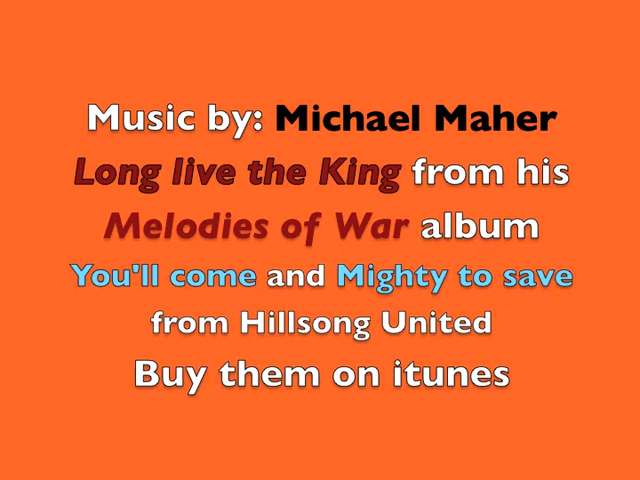 Music by: Michael Maher
Long live the King from his
Melodies of War album
You'll come and Mighty to save
from Hillsong United
Buy them on itunes